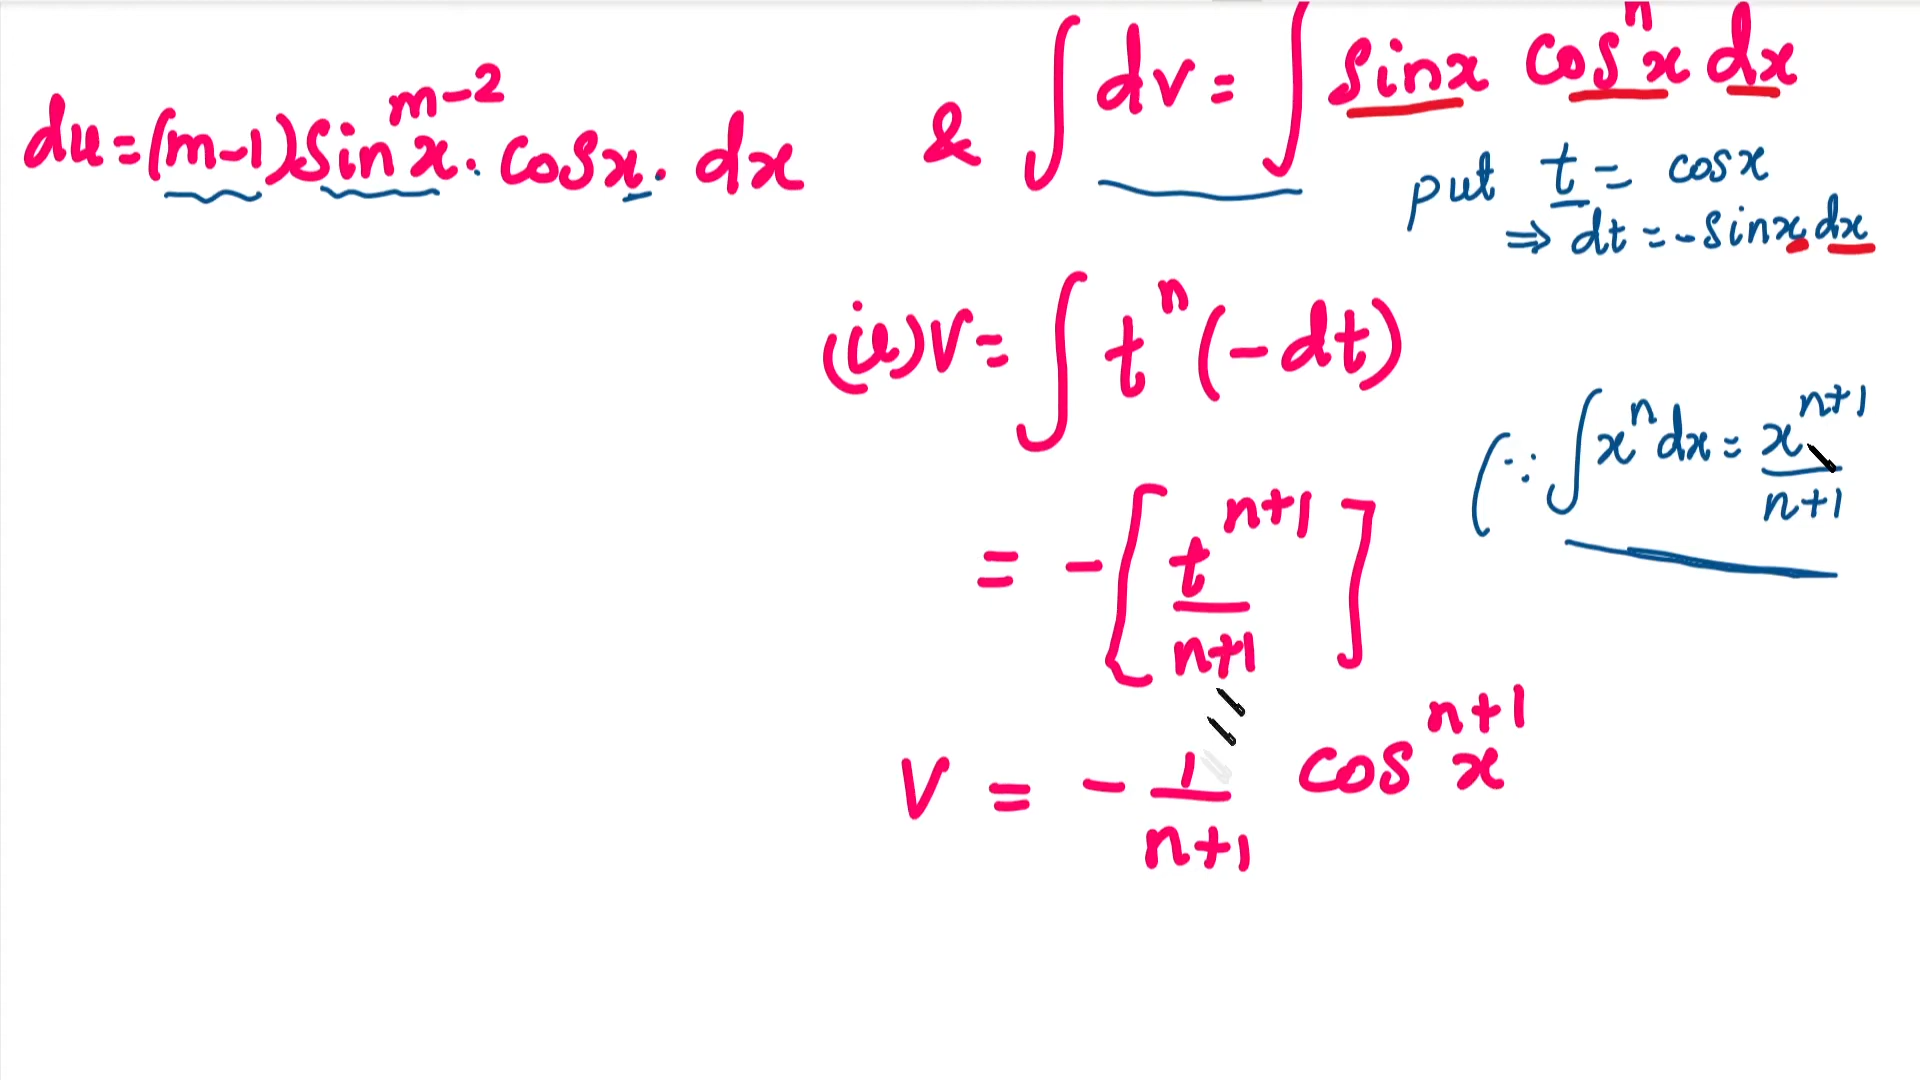 du = (m-1) sin^{m-2} x . cosx . dx & ∫dv = ∫ sinx cos^n x dx
put t = cosx
⇒ dt = - sinx dx
(ie) V = ∫ t^n (-dt)
(∵ ∫ x^n dx = x^{n+1} / n+1
= - [ t^{n+1} / n+1 ]
V = - 1 / n+1 cos^{n+1} x